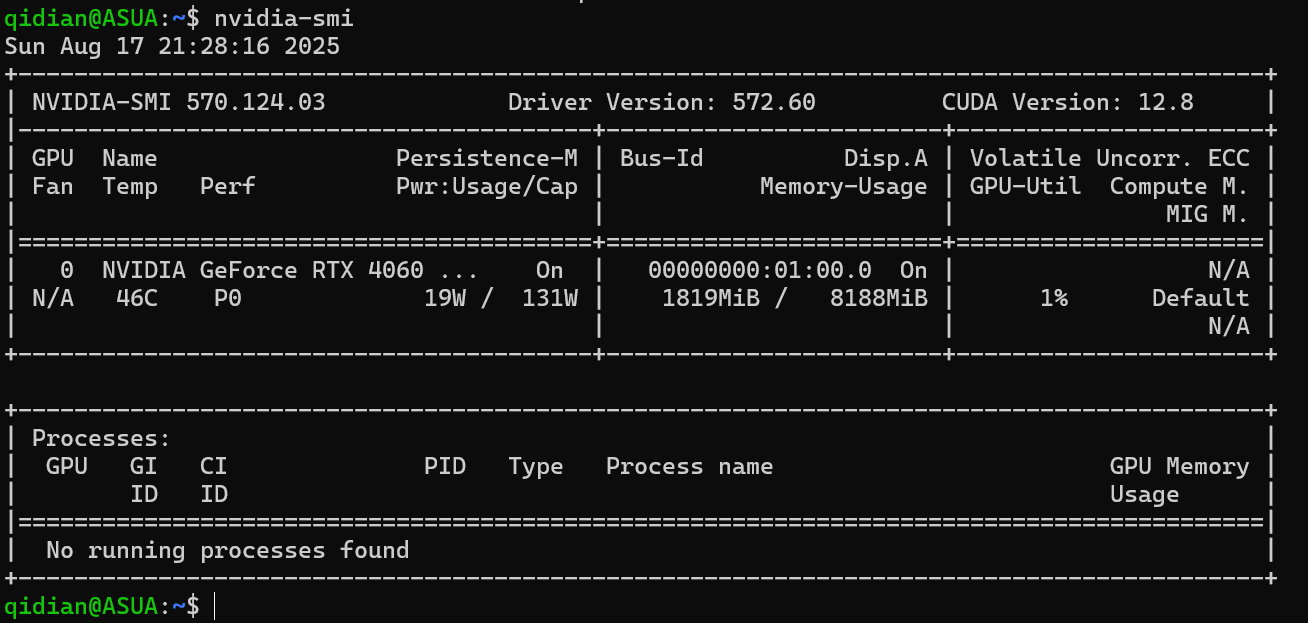 qidian@ASUA:~$ nvidia-smi
Sun Aug 17 21:28:16 2025
+-----------------------------------------------------------------------------------------+
| NVIDIA-SMI 570.124.03             Driver Version: 572.60         CUDA Version: 12.8     |
|-----------------------------------------+------------------------+----------------------+
| GPU  Name                 Persistence-M | Bus-Id          Disp.A | Volatile Uncorr. ECC |
| Fan  Temp   Perf          Pwr:Usage/Cap |           Memory-Usage | GPU-Util  Compute M. |
|                                         |                        |               MIG M. |
|=========================================+========================+======================|
|   0  NVIDIA GeForce RTX 4060 ...    On  |   00000000:01:00.0  On |                  N/A |
| N/A   46C    P0               19W /  131W |    1819MiB /   8188MiB |      1%      Default |
|                                         |                        |                  N/A |
+-----------------------------------------+------------------------+----------------------+

+-----------------------------------------------------------------------------------------+
| Processes:                                                                              |
|  GPU   GI   CI              PID   Type   Process name                        GPU Memory |
|        ID   ID                                                               Usage      |
|=========================================================================================|
|  No running processes found                                                             |
+-----------------------------------------------------------------------------------------+
qidian@ASUA:~$